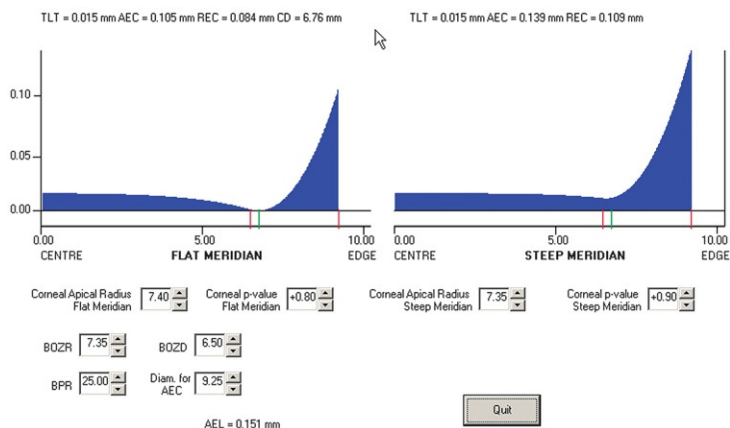 TLT = 0.015 mm AEC = 0.105 mm REC = 0.084 mm CD = 6.76 mm
TLT = 0.015 mm AEC = 0.139 mm REC = 0.109 mm
0.10
0.05
0.00
0.00 5.00 10.00
CENTRE FLAT MERIDIAN EDGE
0.00 5.00 10.00
CENTRE STEEP MERIDIAN EDGE
Corneal Apical Radius
Flat Meridian
7.40
Corneal p-value
Flat Meridian
+0.80
Corneal Apical Radius
Steep Meridian
7.35
Corneal p-value
Steep Meridian
+0.90
BOZR 7.35
BOZD 6.50
BPR 25.00
Diam. for
AEC
9.25
AEL = 0.151 mm
Quit